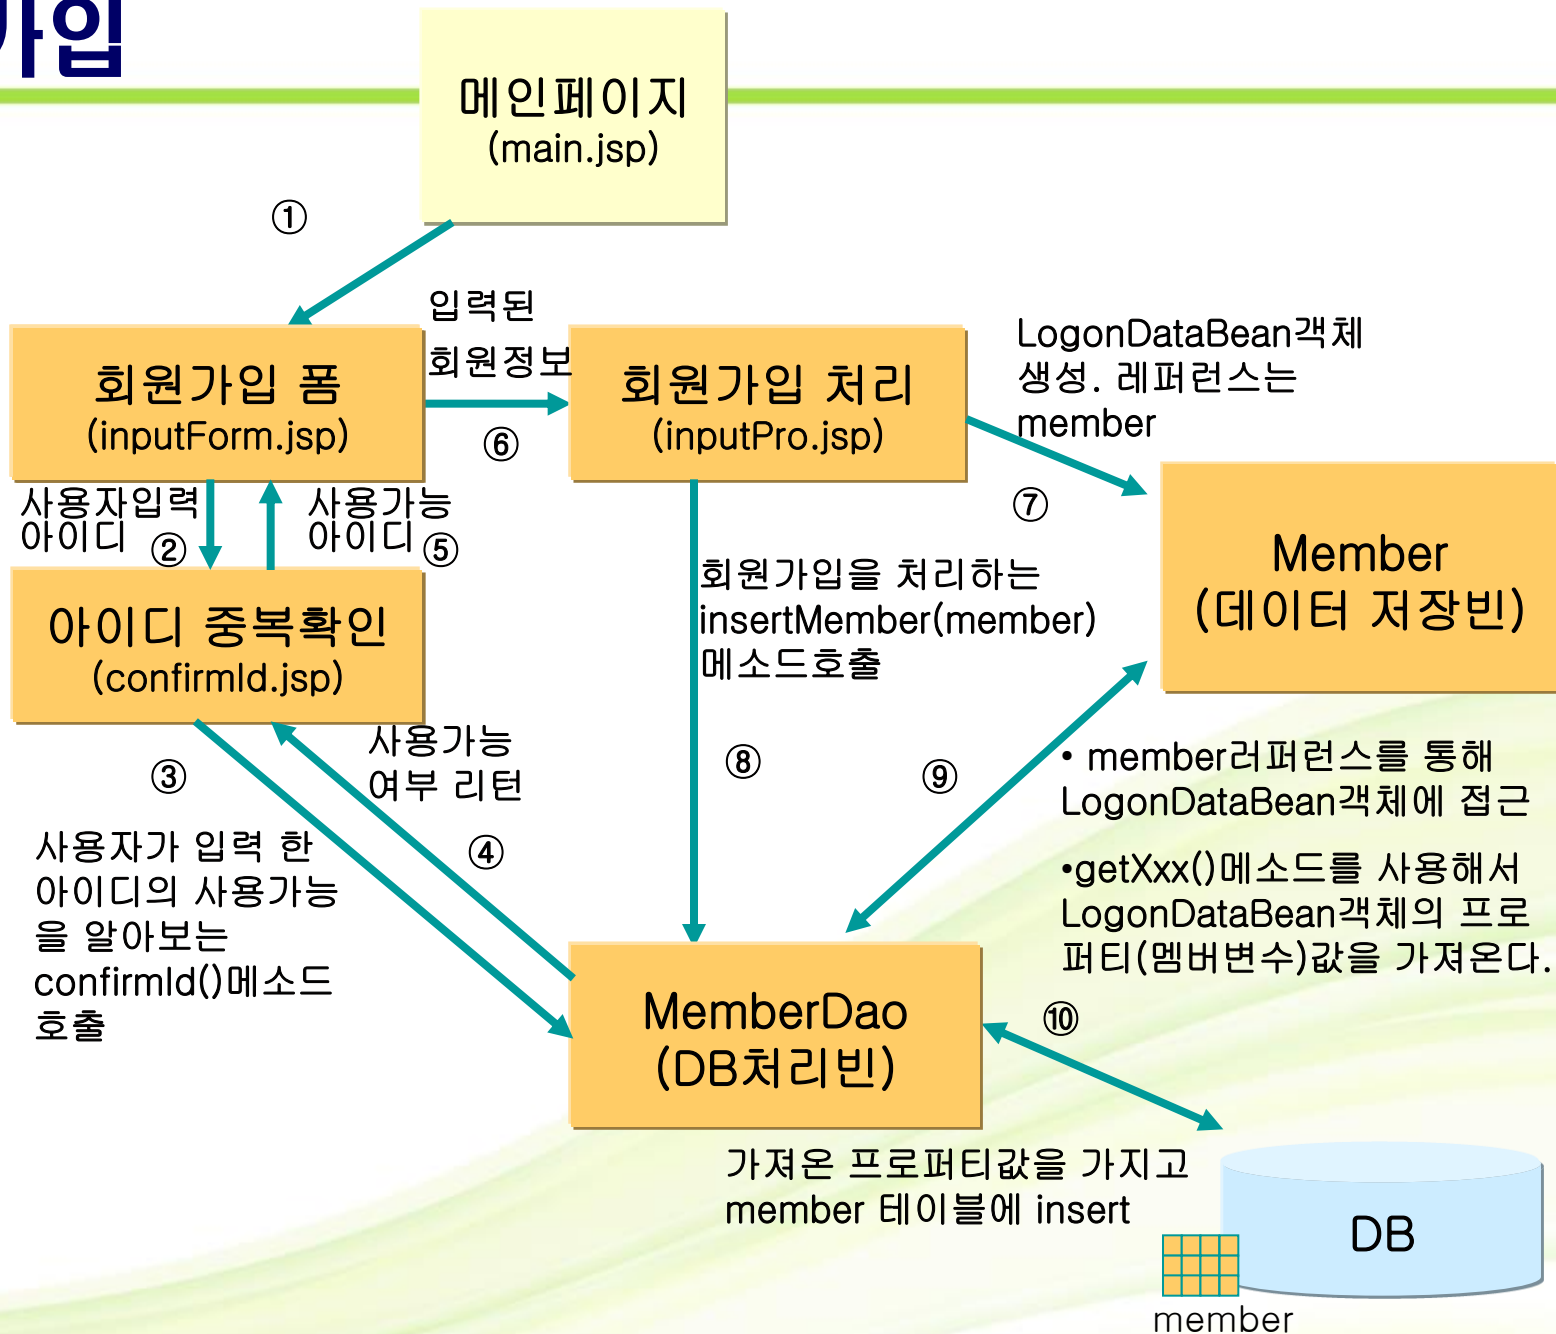 가입
메인페이지
(main.jsp)
①
입력된
회원정보
회원가입 폼
(inputForm.jsp)
⑥
회원가입 처리
(inputPro.jsp)
LogonDataBean객체
생성. 레퍼런스는
member
⑦
사용자입력
아이디 ②
사용가능
아이디 ⑤
아이디 중복확인
(confirmId.jsp)
회원가입을 처리하는
insertMember(member)
메소드호출
Member
(데이터 저장빈)
③
사용가능
여부 리턴
④
⑧
⑨
사용자가 입력 한
아이디의 사용가능
을 알아보는
confirmId()메소드
호출
• member러퍼런스를 통해
LogonDataBean객체에 접근
•getXxx()메소드를 사용해서
LogonDataBean객체의 프로
퍼티(멤버변수)값을 가져온다.
MemberDao
(DB처리빈)
⑩
가져온 프로퍼티값을 가지고
member 테이블에 insert
DB
member